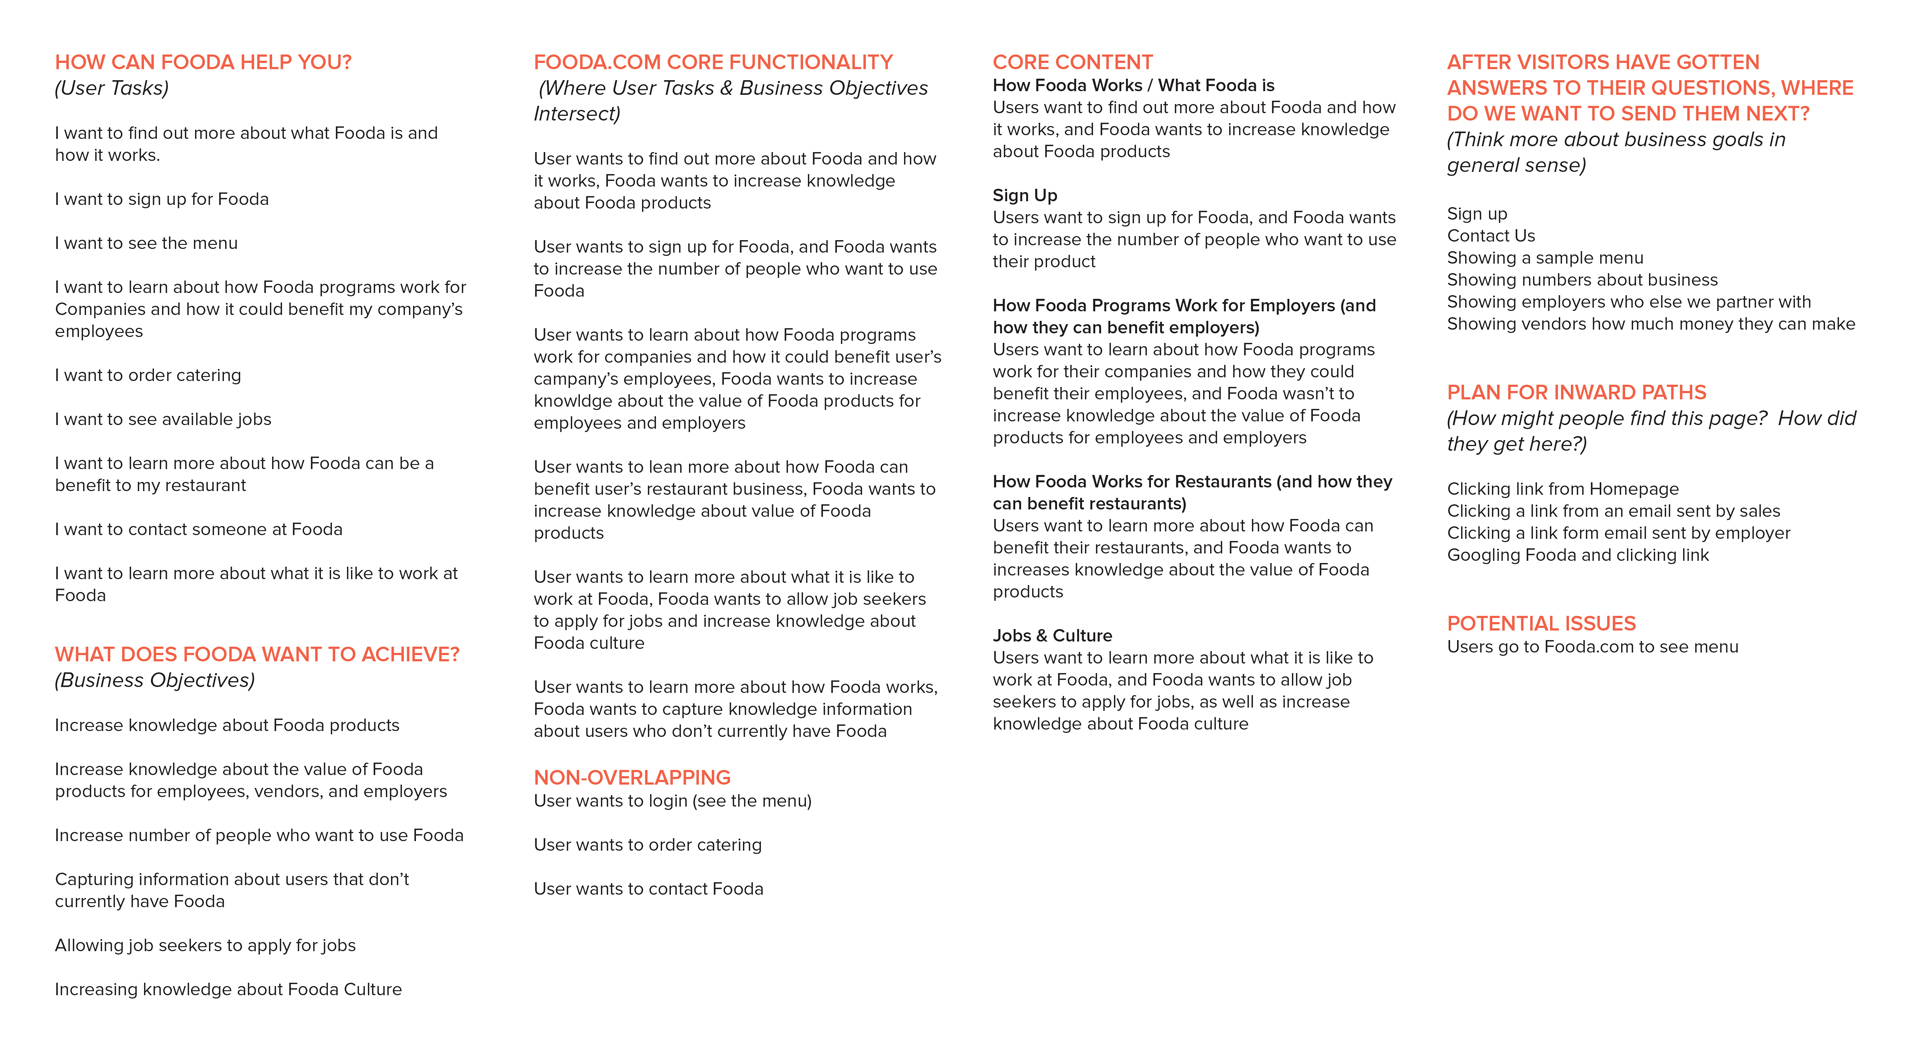 HOW CAN FOODA HELP YOU?
(User Tasks)
I want to find out more about what Fooda is and
how it works.
I want to sign up for Fooda
I want to see the menu
I want to learn about how Fooda programs work for
Companies and how it could benefit my company’s
employees
I want to order catering
I want to see available jobs
I want to learn more about how Fooda can be a
benefit to my restaurant
I want to contact someone at Fooda
I want to learn more about what it is like to work at
Fooda
WHAT DOES FOODA WANT TO ACHIEVE?
(Business Objectives)
Increase knowledge about Fooda products
Increase knowledge about the value of Fooda
products for employees, vendors, and employers
Increase number of people who want to use Fooda
Capturing information about users that don’t
currently have Fooda
Allowing job seekers to apply for jobs
Increasing knowledge about Fooda Culture
FOODA.COM CORE FUNCTIONALITY
(Where User Tasks & Business Objectives
Intersect)
User wants to find out more about Fooda and how
it works, Fooda wants to increase knowledge
about Fooda products
User wants to sign up for Fooda, and Fooda wants
to increase the number of people who want to use
Fooda
User wants to learn about how Fooda programs
work for companies and how it could benefit user’s
campany’s employees, Fooda wants to increase
knowldge about the value of Fooda products for
employees and employers
User wants to lean more about how Fooda can
benefit user’s restaurant business, Fooda wants to
increase knowledge about value of Fooda
products
User wants to learn more about what it is like to
work at Fooda, Fooda wants to allow job seekers
to apply for jobs and increase knowledge about
Fooda culture
User wants to learn more about how Fooda works,
Fooda wants to capture knowledge information
about users who don’t currently have Fooda
NON-OVERLAPPING
User wants to login (see the menu)
User wants to order catering
User wants to contact Fooda
CORE CONTENT
How Fooda Works / What Fooda is
Users want to find out more about Fooda and how
it works, and Fooda wants to increase knowledge
about Fooda products
Sign Up
Users want to sign up for Fooda, and Fooda wants
to increase the number of people who want to use
their product
How Fooda Programs Work for Employers (and
how they can benefit employers)
Users want to learn about how Fooda programs
work for their companies and how they could
benefit their employees, and Fooda wasn’t to
increase knowledge about the value of Fooda
products for employees and employers
How Fooda Works for Restaurants (and how they
can benefit restaurants)
Users want to learn more about how Fooda can
benefit their restaurants, and Fooda wants to
increases knowledge about the value of Fooda
products
Jobs & Culture
Users want to learn more about what it is like to
work at Fooda, and Fooda wants to allow job
seekers to apply for jobs, as well as increase
knowledge about Fooda culture
AFTER VISITORS HAVE GOTTEN
ANSWERS TO THEIR QUESTIONS, WHERE
DO WE WANT TO SEND THEM NEXT?
(Think more about business goals in
general sense)
Sign up
Contact Us
Showing a sample menu
Showing numbers about business
Showing employers who else we partner with
Showing vendors how much money they can make
PLAN FOR INWARD PATHS
(How might people find this page?  How did
they get here?)
Clicking link from Homepage
Clicking a link from an email sent by sales
Clicking a link form email sent by employer
Googling Fooda and clicking link
POTENTIAL ISSUES
Users go to Fooda.com to see menu